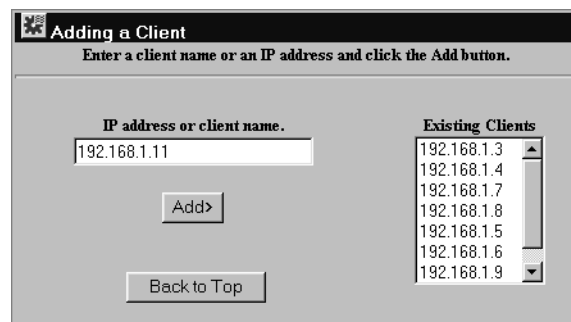 Adding a Client
Enter a client name or an IP address and click the Add button.
IP address or client name.
192.168.1.11
Add>
Back to Top
Existing Clients
192.168.1.3
192.168.1.4
192.168.1.7
192.168.1.8
192.168.1.5
192.168.1.6
192.168.1.9